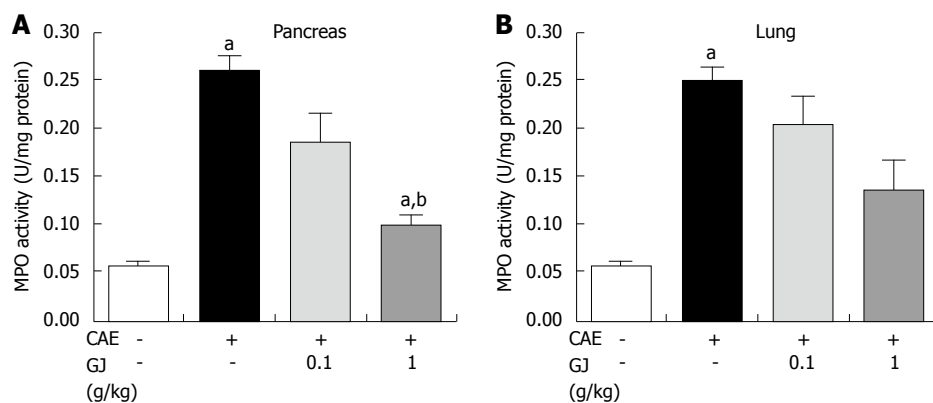 A
Pancreas
MPO activity (U/mg protein)
0.30
0.25
0.20
0.15
0.10
0.05
0.00
a
a,b
CAE - + + +
GJ - - 0.1 1
(g/kg)
B
Lung
MPO activity (U/mg protein)
0.30
0.25
0.20
0.15
0.10
0.05
0.00
a
CAE - + + +
GJ - - 0.1 1
(g/kg)